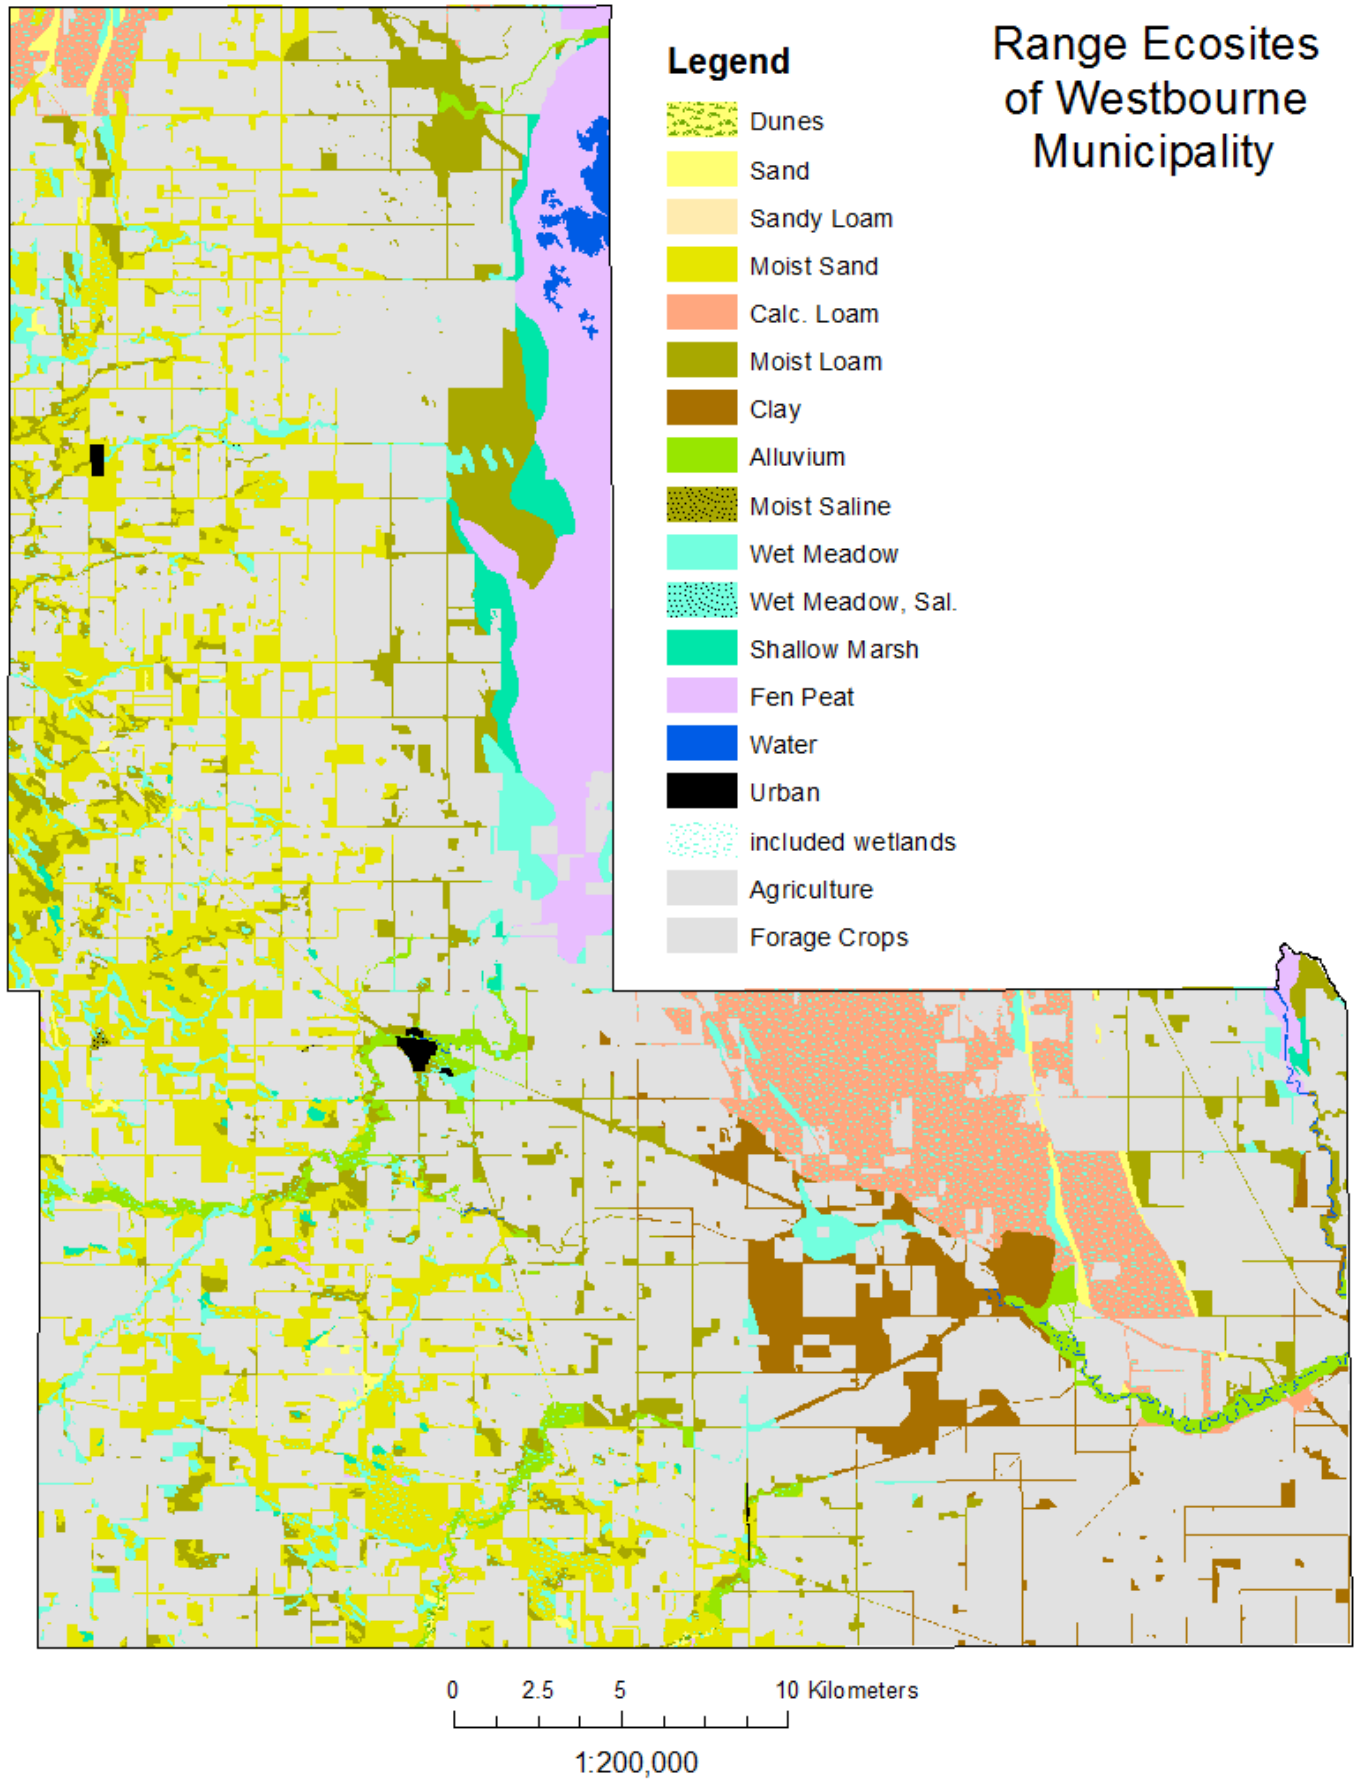 Range Ecosites
of Westbourne
Municipality
Legend
Dunes
Sand
Sandy Loam
Moist Sand
Calc. Loam
Moist Loam
Clay
Alluvium
Moist Saline
Wet Meadow
Wet Meadow, Sal.
Shallow Marsh
Fen Peat
Water
Urban
included wetlands
Agriculture
Forage Crops
0 2.5 5 10 Kilometers
1:200,000